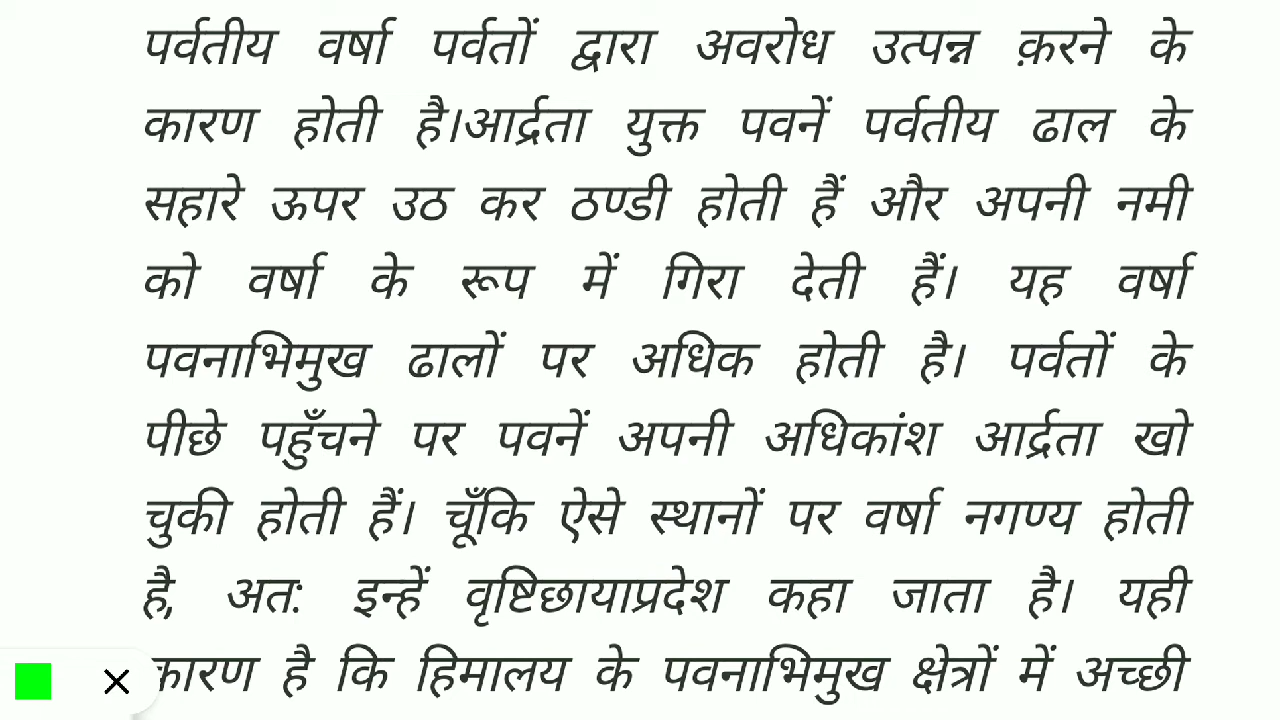 पर्वतीय वर्षा पर्वतों द्वारा अवरोध उत्पन्न क़रने के
कारण होती है।आर्द्रता युक्त पवनें पर्वतीय ढाल के
सहारे ऊपर उठ कर ठण्डी होती हैं और अपनी नमी
को वर्षा के रूप में गिरा देती हैं। यह वर्षा
पवनाभिमुख ढालों पर अधिक होती है। पर्वतों के
पीछे पहुँचने पर पवनें अपनी अधिकांश आर्द्रता खो
चुकी होती हैं। चूँकि ऐसे स्थानों पर वर्षा नगण्य होती
है, अत: इन्हें वृष्टिछायाप्रदेश कहा जाता है। यही
कारण है कि हिमालय के पवनाभिमुख क्षेत्रों में अच्छी